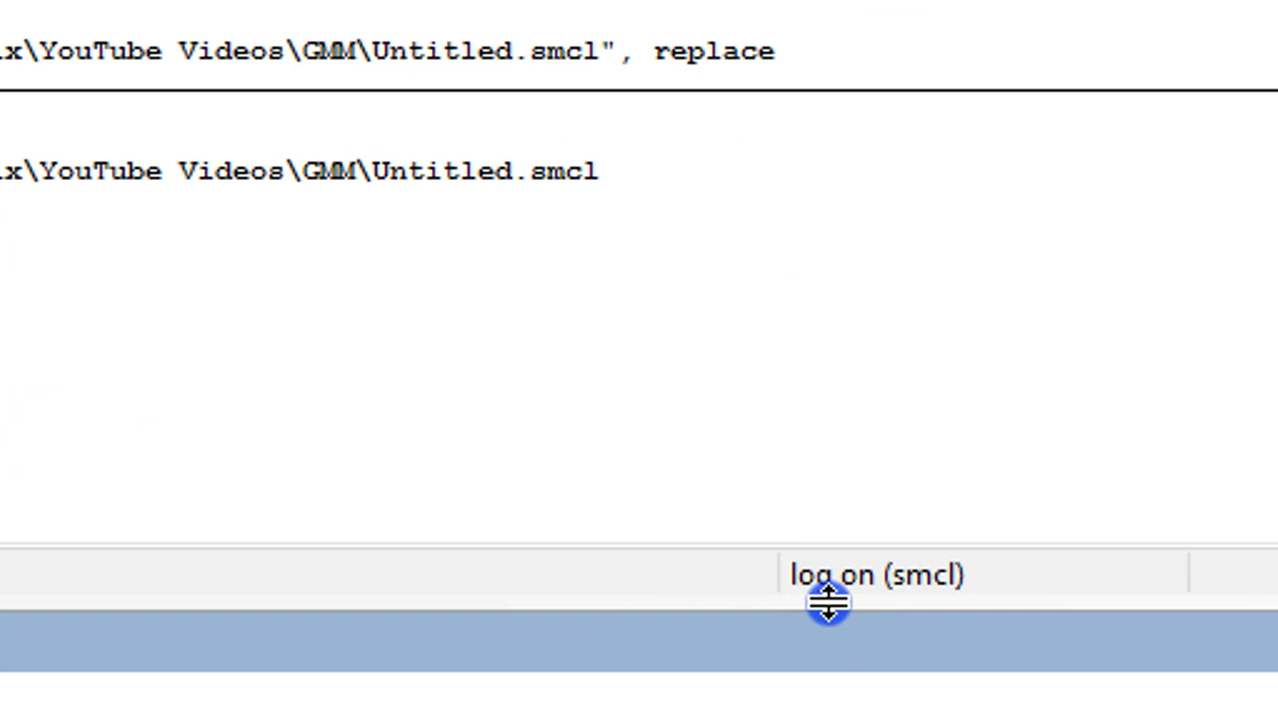 x\YouTube Videos\GMM\Untitled.smcl", replace
x\YouTube Videos\GMM\Untitled.smcl
log on (smcl)